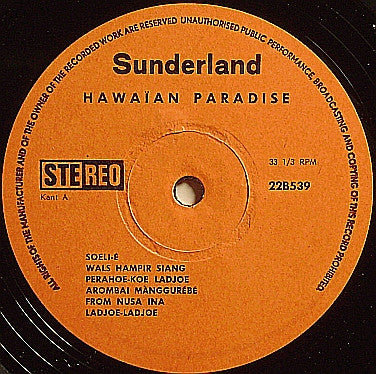 ALL RIGHTS OF THE MANUFACTURER AND OF THE OWNER OF THE RECORDED WORK ARE RESERVED UNAUTHORISED PUBLIC PERFORMANCE, BROADCASTING AND COPYING OF THIS RECORD PROHIBITED.
Sunderland
HAWAÏAN PARADISE
STEREO
Kant A
33 1/3 RPM
22B539
SOELI-É
WALS HAMPIR SIANG
PERAHOE-KOE LADJOE
AROMBAI MANGGURÉBÉ
FROM NUSA INA
LADJOE-LADJOE